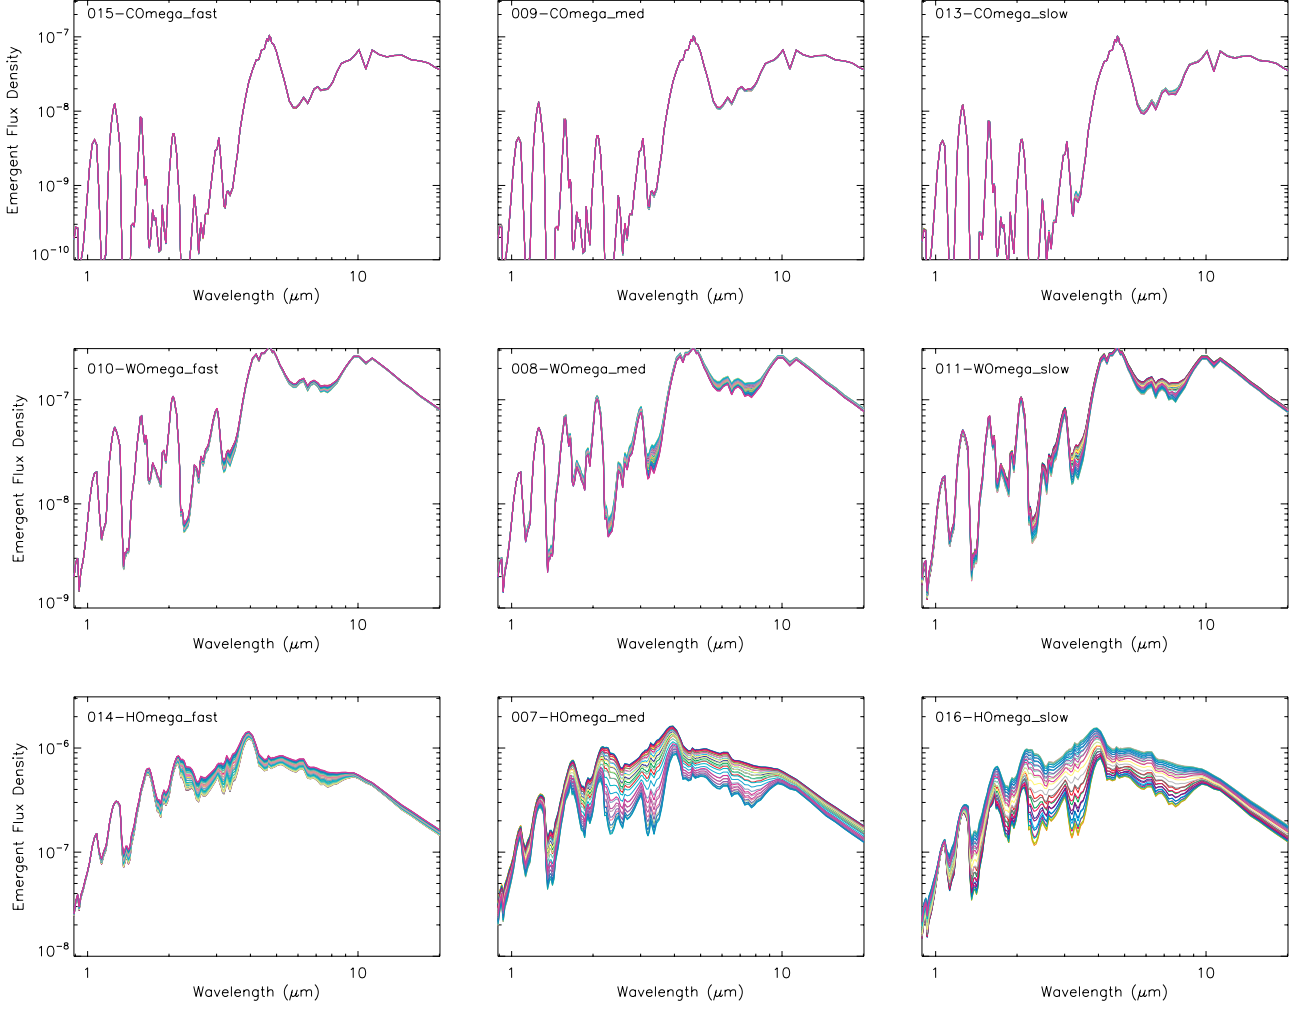 015-COmega_fast
009-COmega_med
013-COmega_slow
10⁻⁷
10⁻⁸
10⁻⁹
10⁻¹⁰
Emergent Flux Density
1 10
1 10
1 10
Wavelength (μm)
Wavelength (μm)
Wavelength (μm)
010-WOmega_fast
008-WOmega_med
011-WOmega_slow
10⁻⁷
10⁻⁸
10⁻⁹
Emergent Flux Density
1 10
1 10
1 10
Wavelength (μm)
Wavelength (μm)
Wavelength (μm)
014-HOmega_fast
007-HOmega_med
016-HOmega_slow
10⁻⁶
10⁻⁷
10⁻⁸
Emergent Flux Density
1 10
1 10
1 10
Wavelength (μm)
Wavelength (μm)
Wavelength (μm)